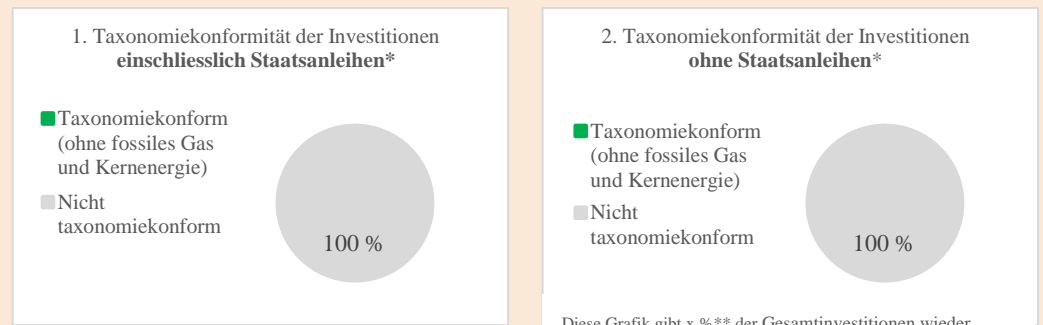 1. Taxonomiekonformität der Investitionen
einschliesslich Staatsanleihen*
Taxonomiekonform
(ohne fossiles Gas
und Kernenergie)
Nicht
taxonomiekonform
100 %
2. Taxonomiekonformität der Investitionen
ohne Staatsanleihen*
Taxonomiekonform
(ohne fossiles Gas
und Kernenergie)
Nicht
taxonomiekonform
100 %
Diese Grafik gibt x %** der Gesamtinvestitionen wieder